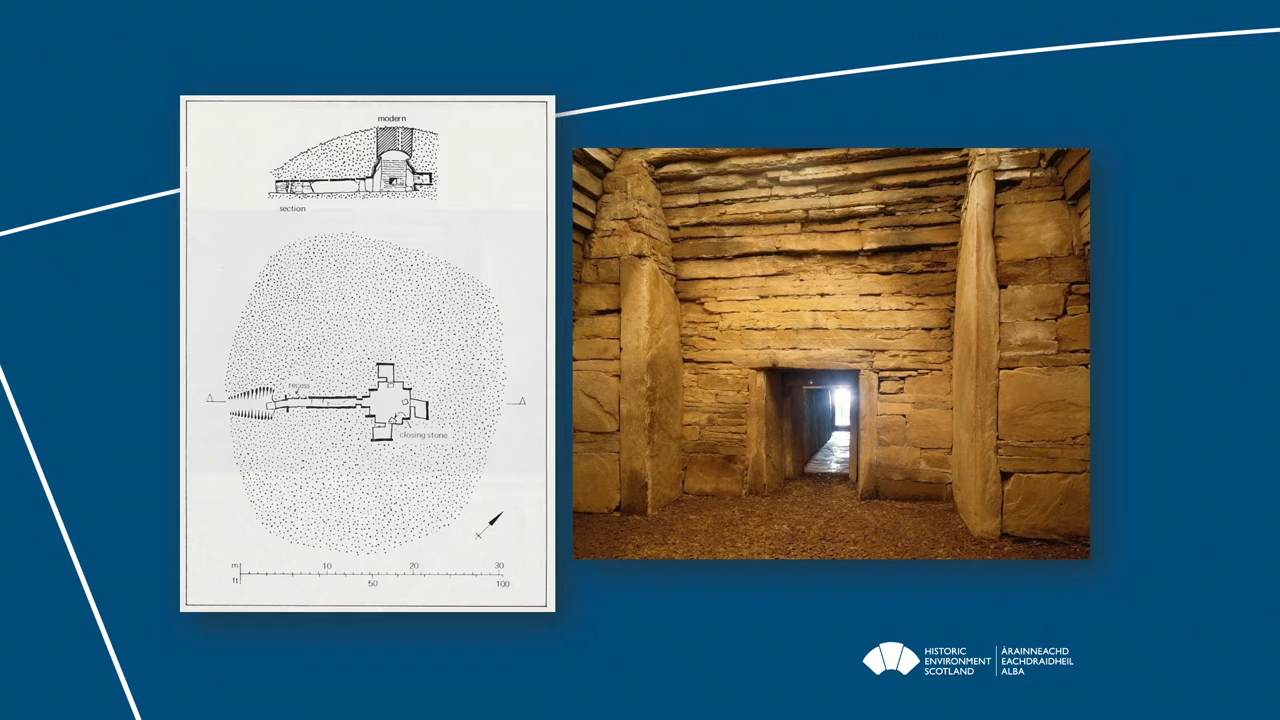 modern
section
recess
closing stone
m 10 20 30
ft 50 100
HISTORIC
ENVIRONMENT
SCOTLAND
ÀRAINNEACHD
EACHDRAIDHEIL
ALBA